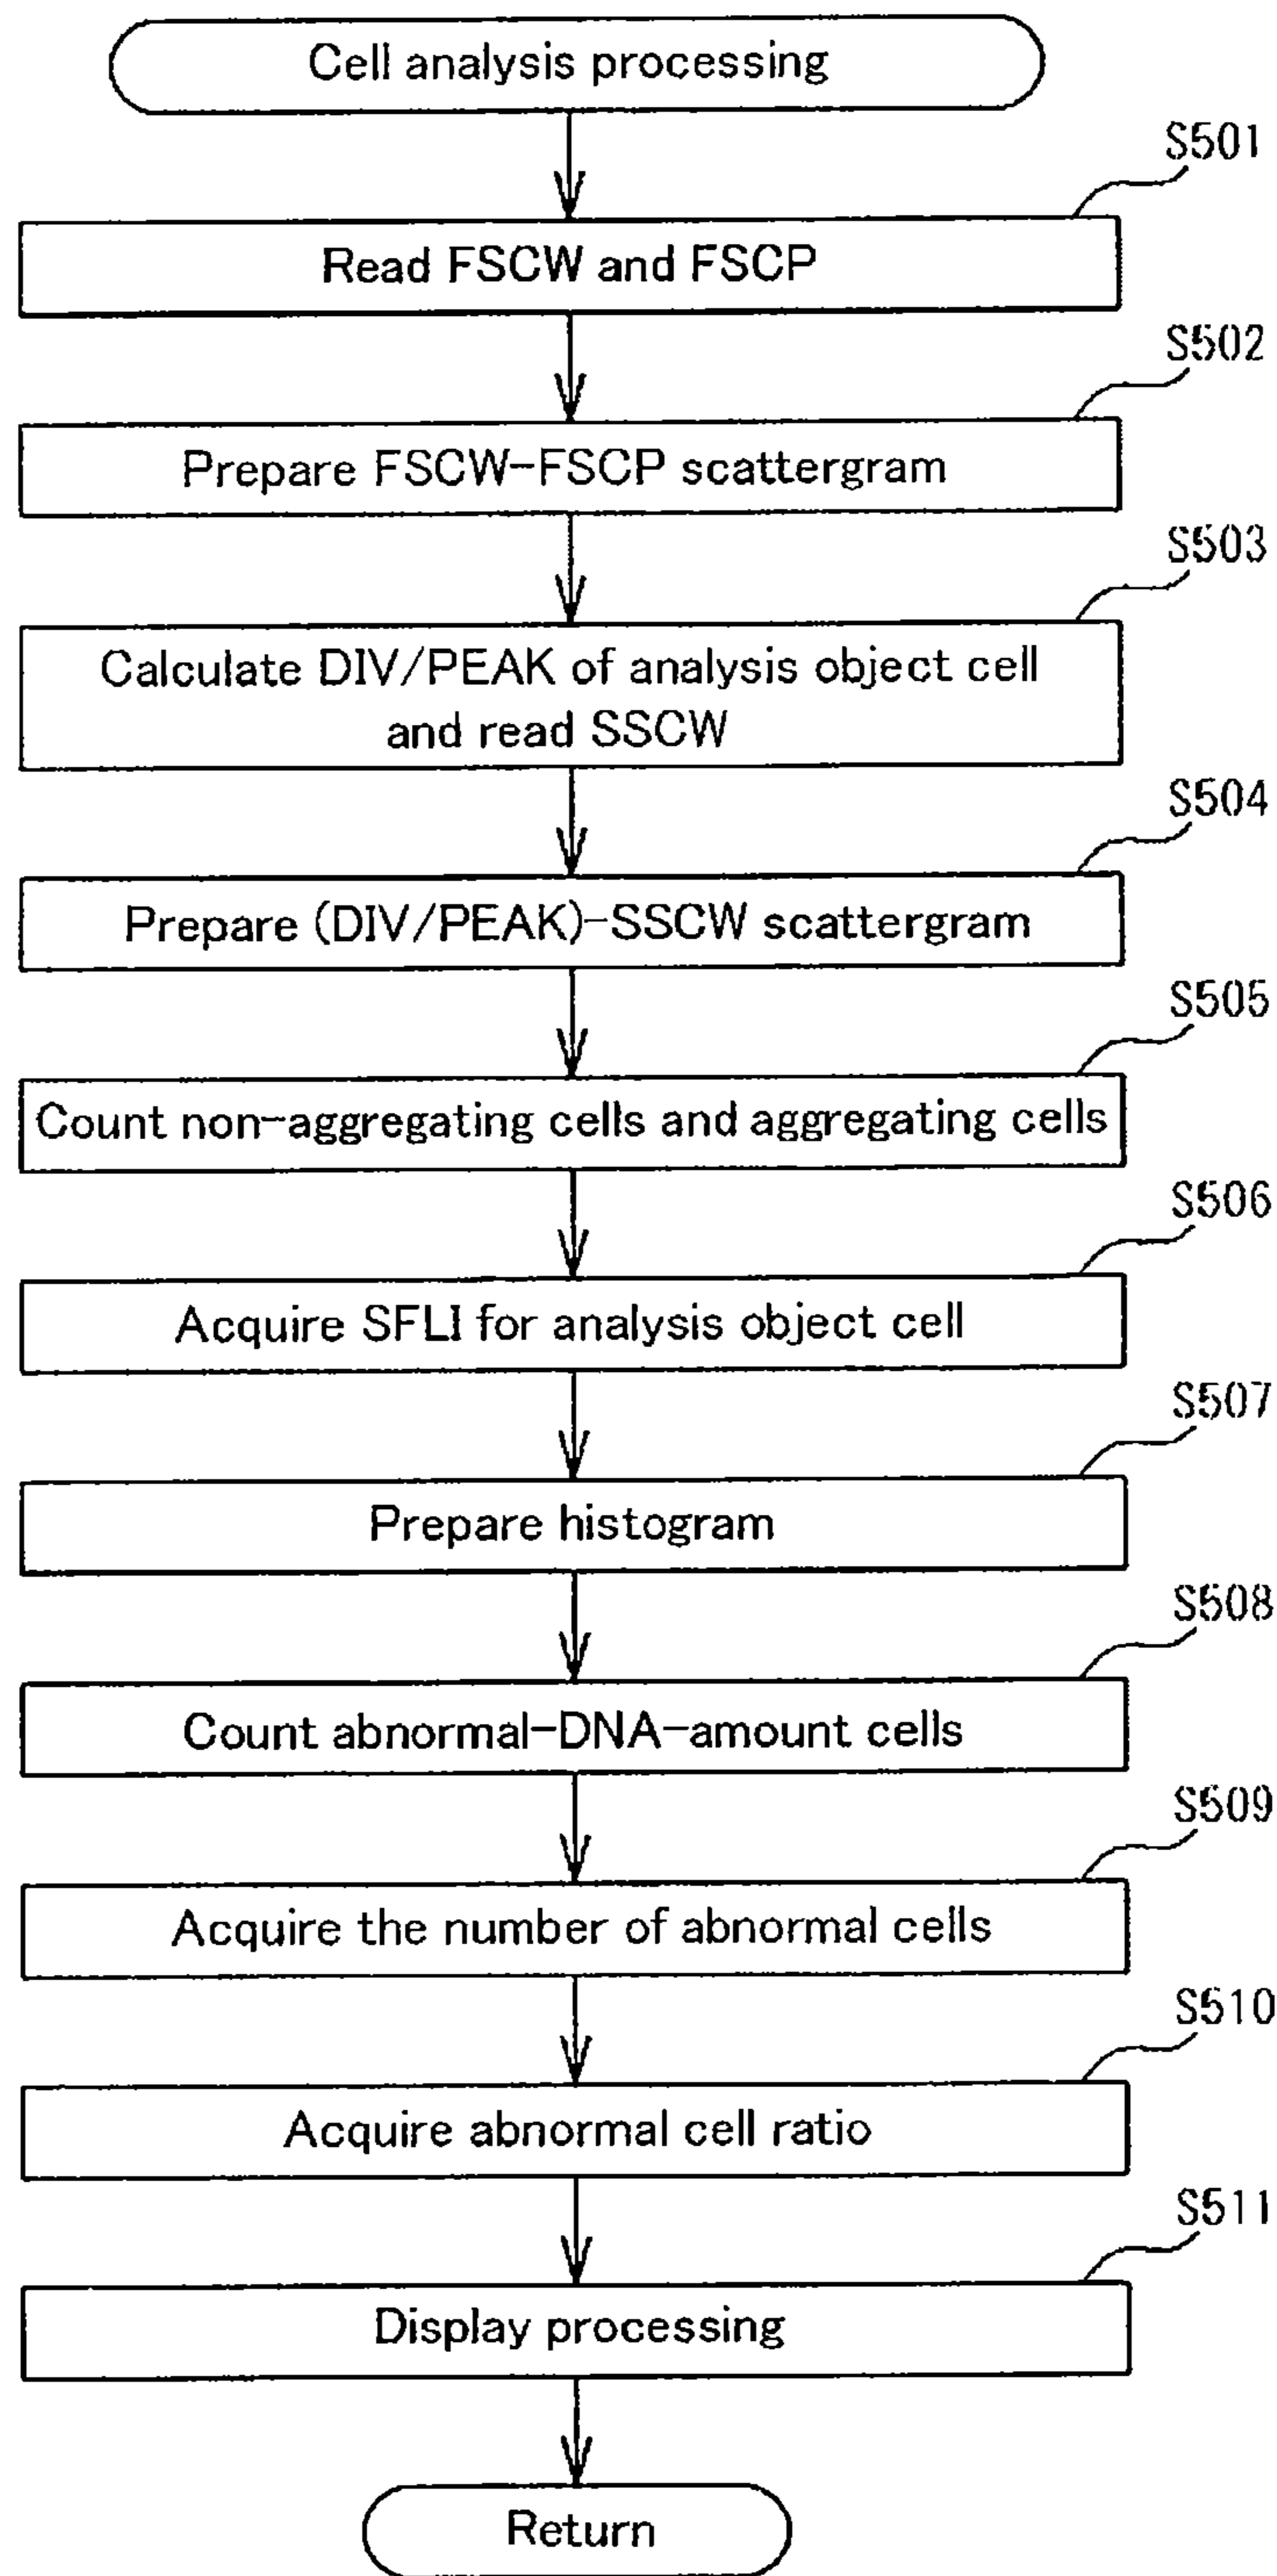 Cell analysis processing
S501
Read FSCW and FSCP
S502
Prepare FSCW-FSCP scattergram
S503
Calculate DIV/PEAK of analysis object cell
and read SSCW
S504
Prepare (DIV/PEAK)-SSCW scattergram
S505
Count non-aggregating cells and aggregating cells
S506
Acquire SFLI for analysis object cell
S507
Prepare histogram
S508
Count abnormal-DNA-amount cells
S509
Acquire the number of abnormal cells
S510
Acquire abnormal cell ratio
S511
Display processing
Return